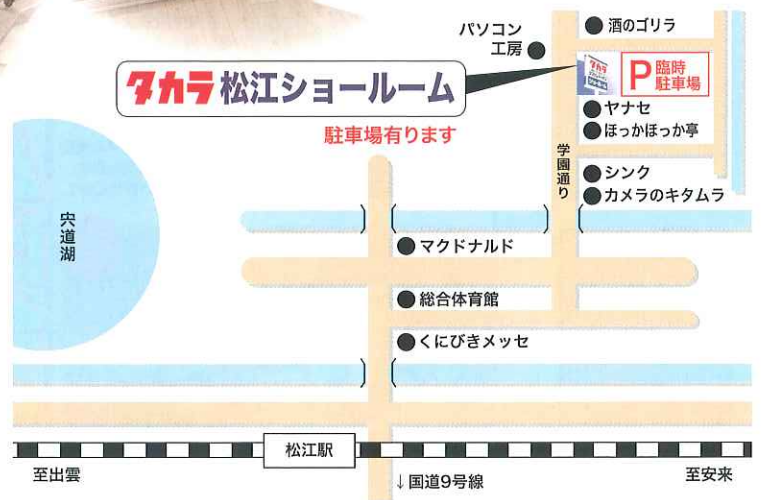 パソコン
工房
酒のゴリラ
タカラ 松江ショールーム
タカラ
P 臨時
駐車場
駐車場有ります
ヤナセ
ほっかほっか亭
学園通り
シンク
カメラのキタムラ
宍道湖
マクドナルド
総合体育館
くにびきメッセ
松江駅
至出雲
↓国道9号線
至安来